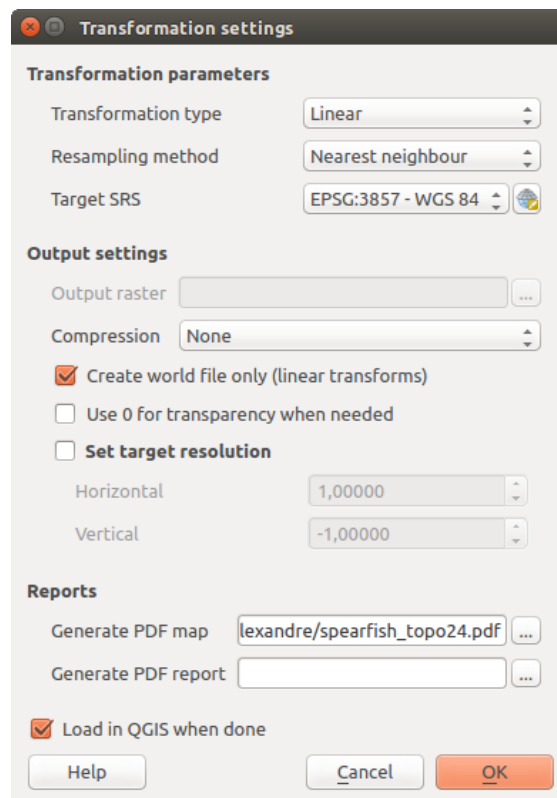 Transformation settings
Transformation parameters
Transformation type Linear
Resampling method Nearest neighbour
Target SRS EPSG:3857 - WGS 84
Output settings
Output raster ...
Compression None
Create world file only (linear transforms)
Use 0 for transparency when needed
Set target resolution
Horizontal 1,00000
Vertical -1,00000
Reports
Generate PDF map lexandre/spearfish_topo24.pdf ...
Generate PDF report ...
Load in QGIS when done
Help Cancel OK